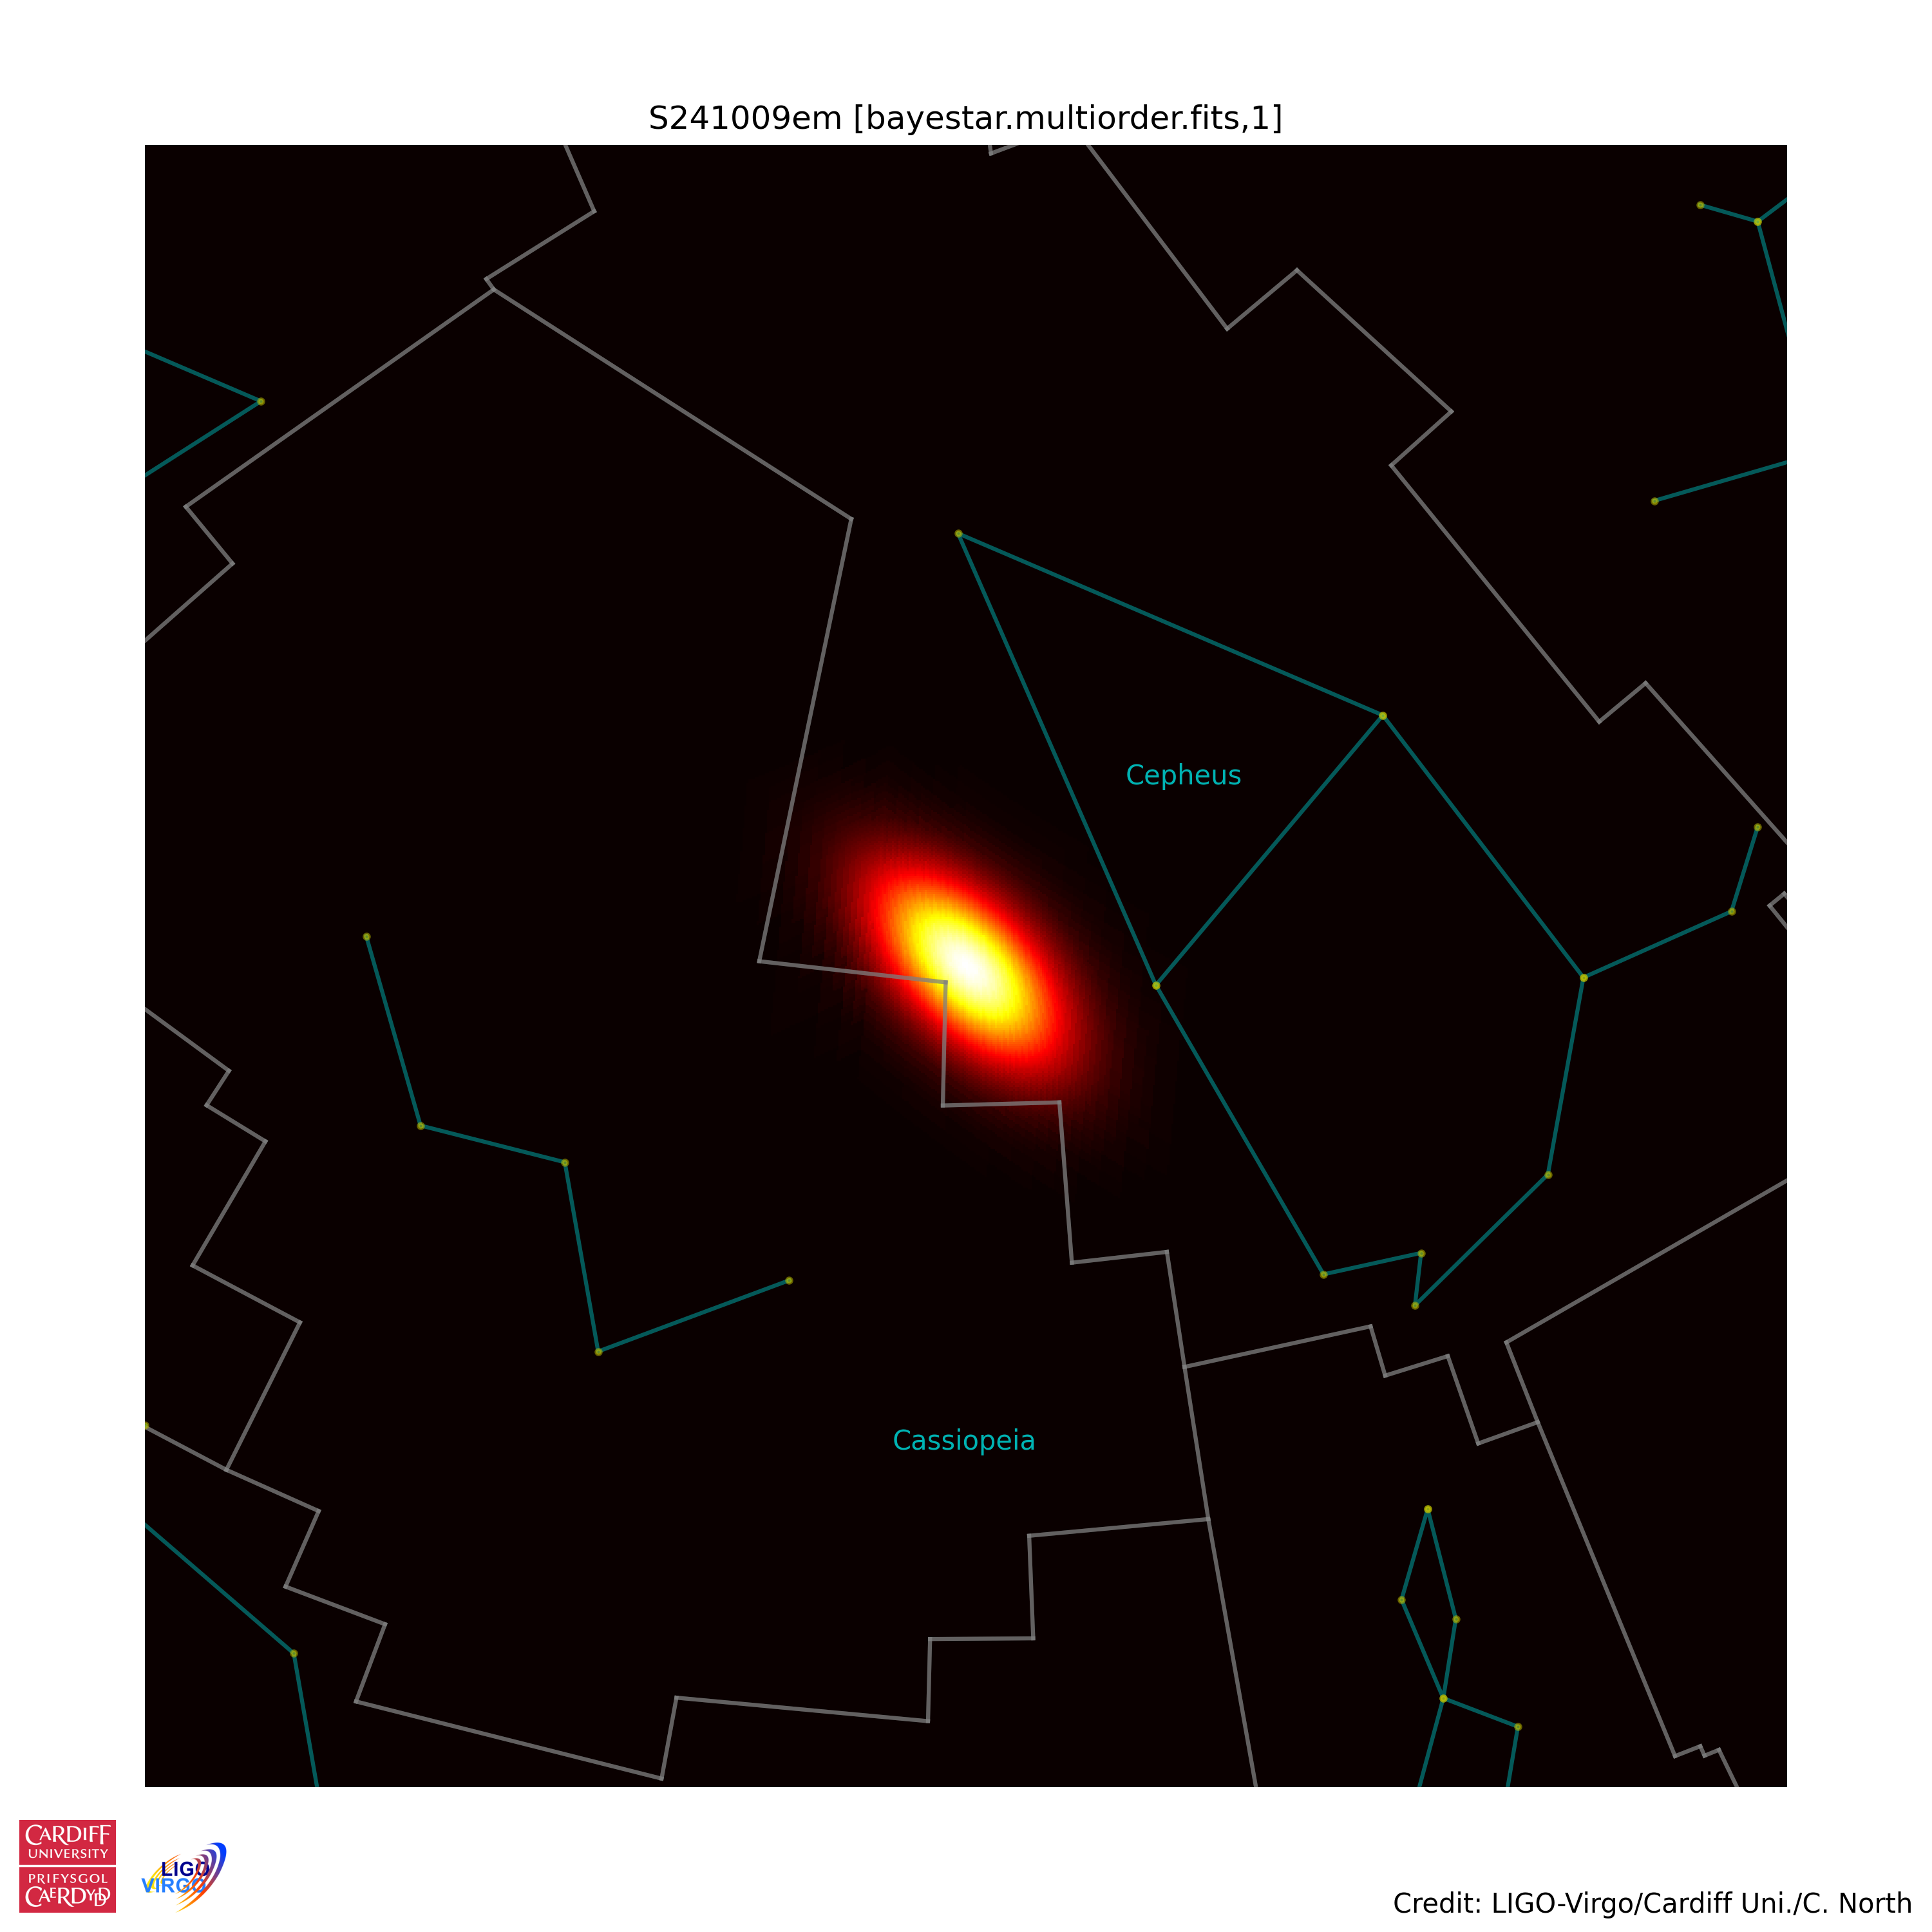 S241009em [bayestar.multiorder.fits,1]
Cepheus
Cassiopeia
CARDIFF
UNIVERSITY
PRIFYSGOL
CAERDYDD
LIGO
VIRGO
Credit: LIGO-Virgo/Cardiff Uni./C. North